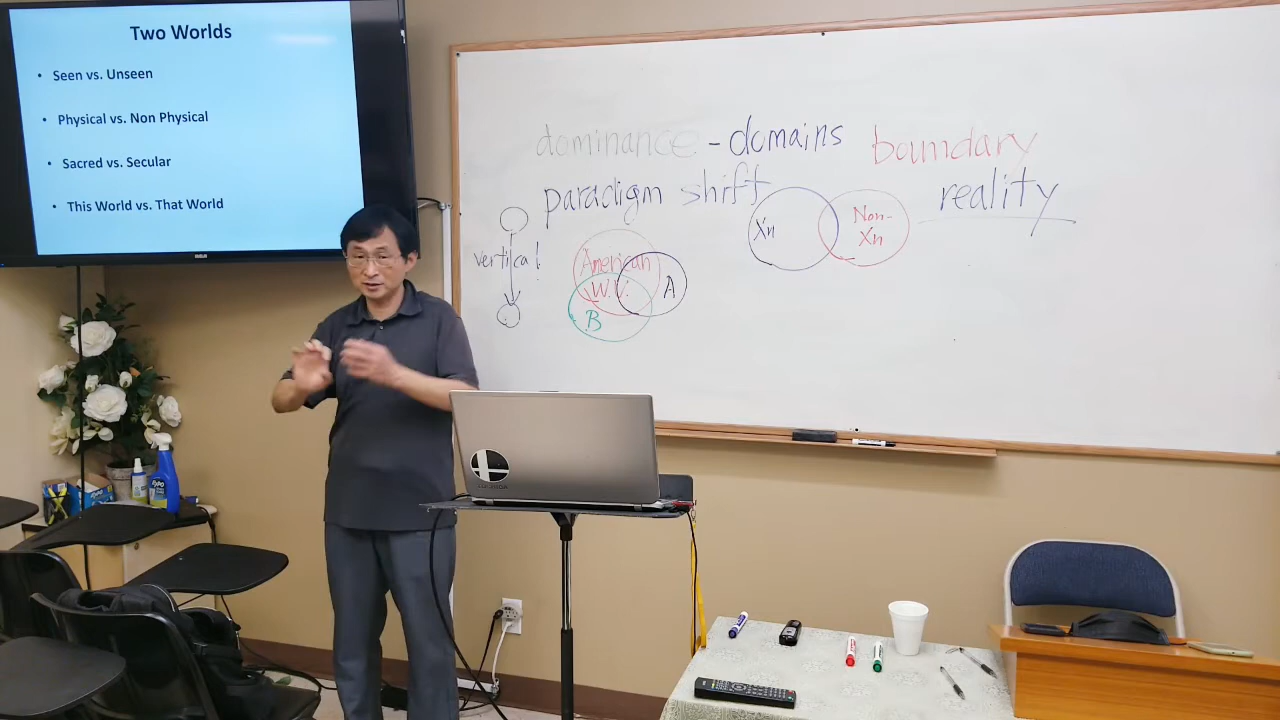 Two Worlds
• Seen vs. Unseen
• Physical vs. Non Physical
• Sacred vs. Secular
• This World vs. That World
dominance - domains boundary
paradigm shift
reality
Xn
Non-
Xn
vertical
American
W.V.
A
B
EXPO